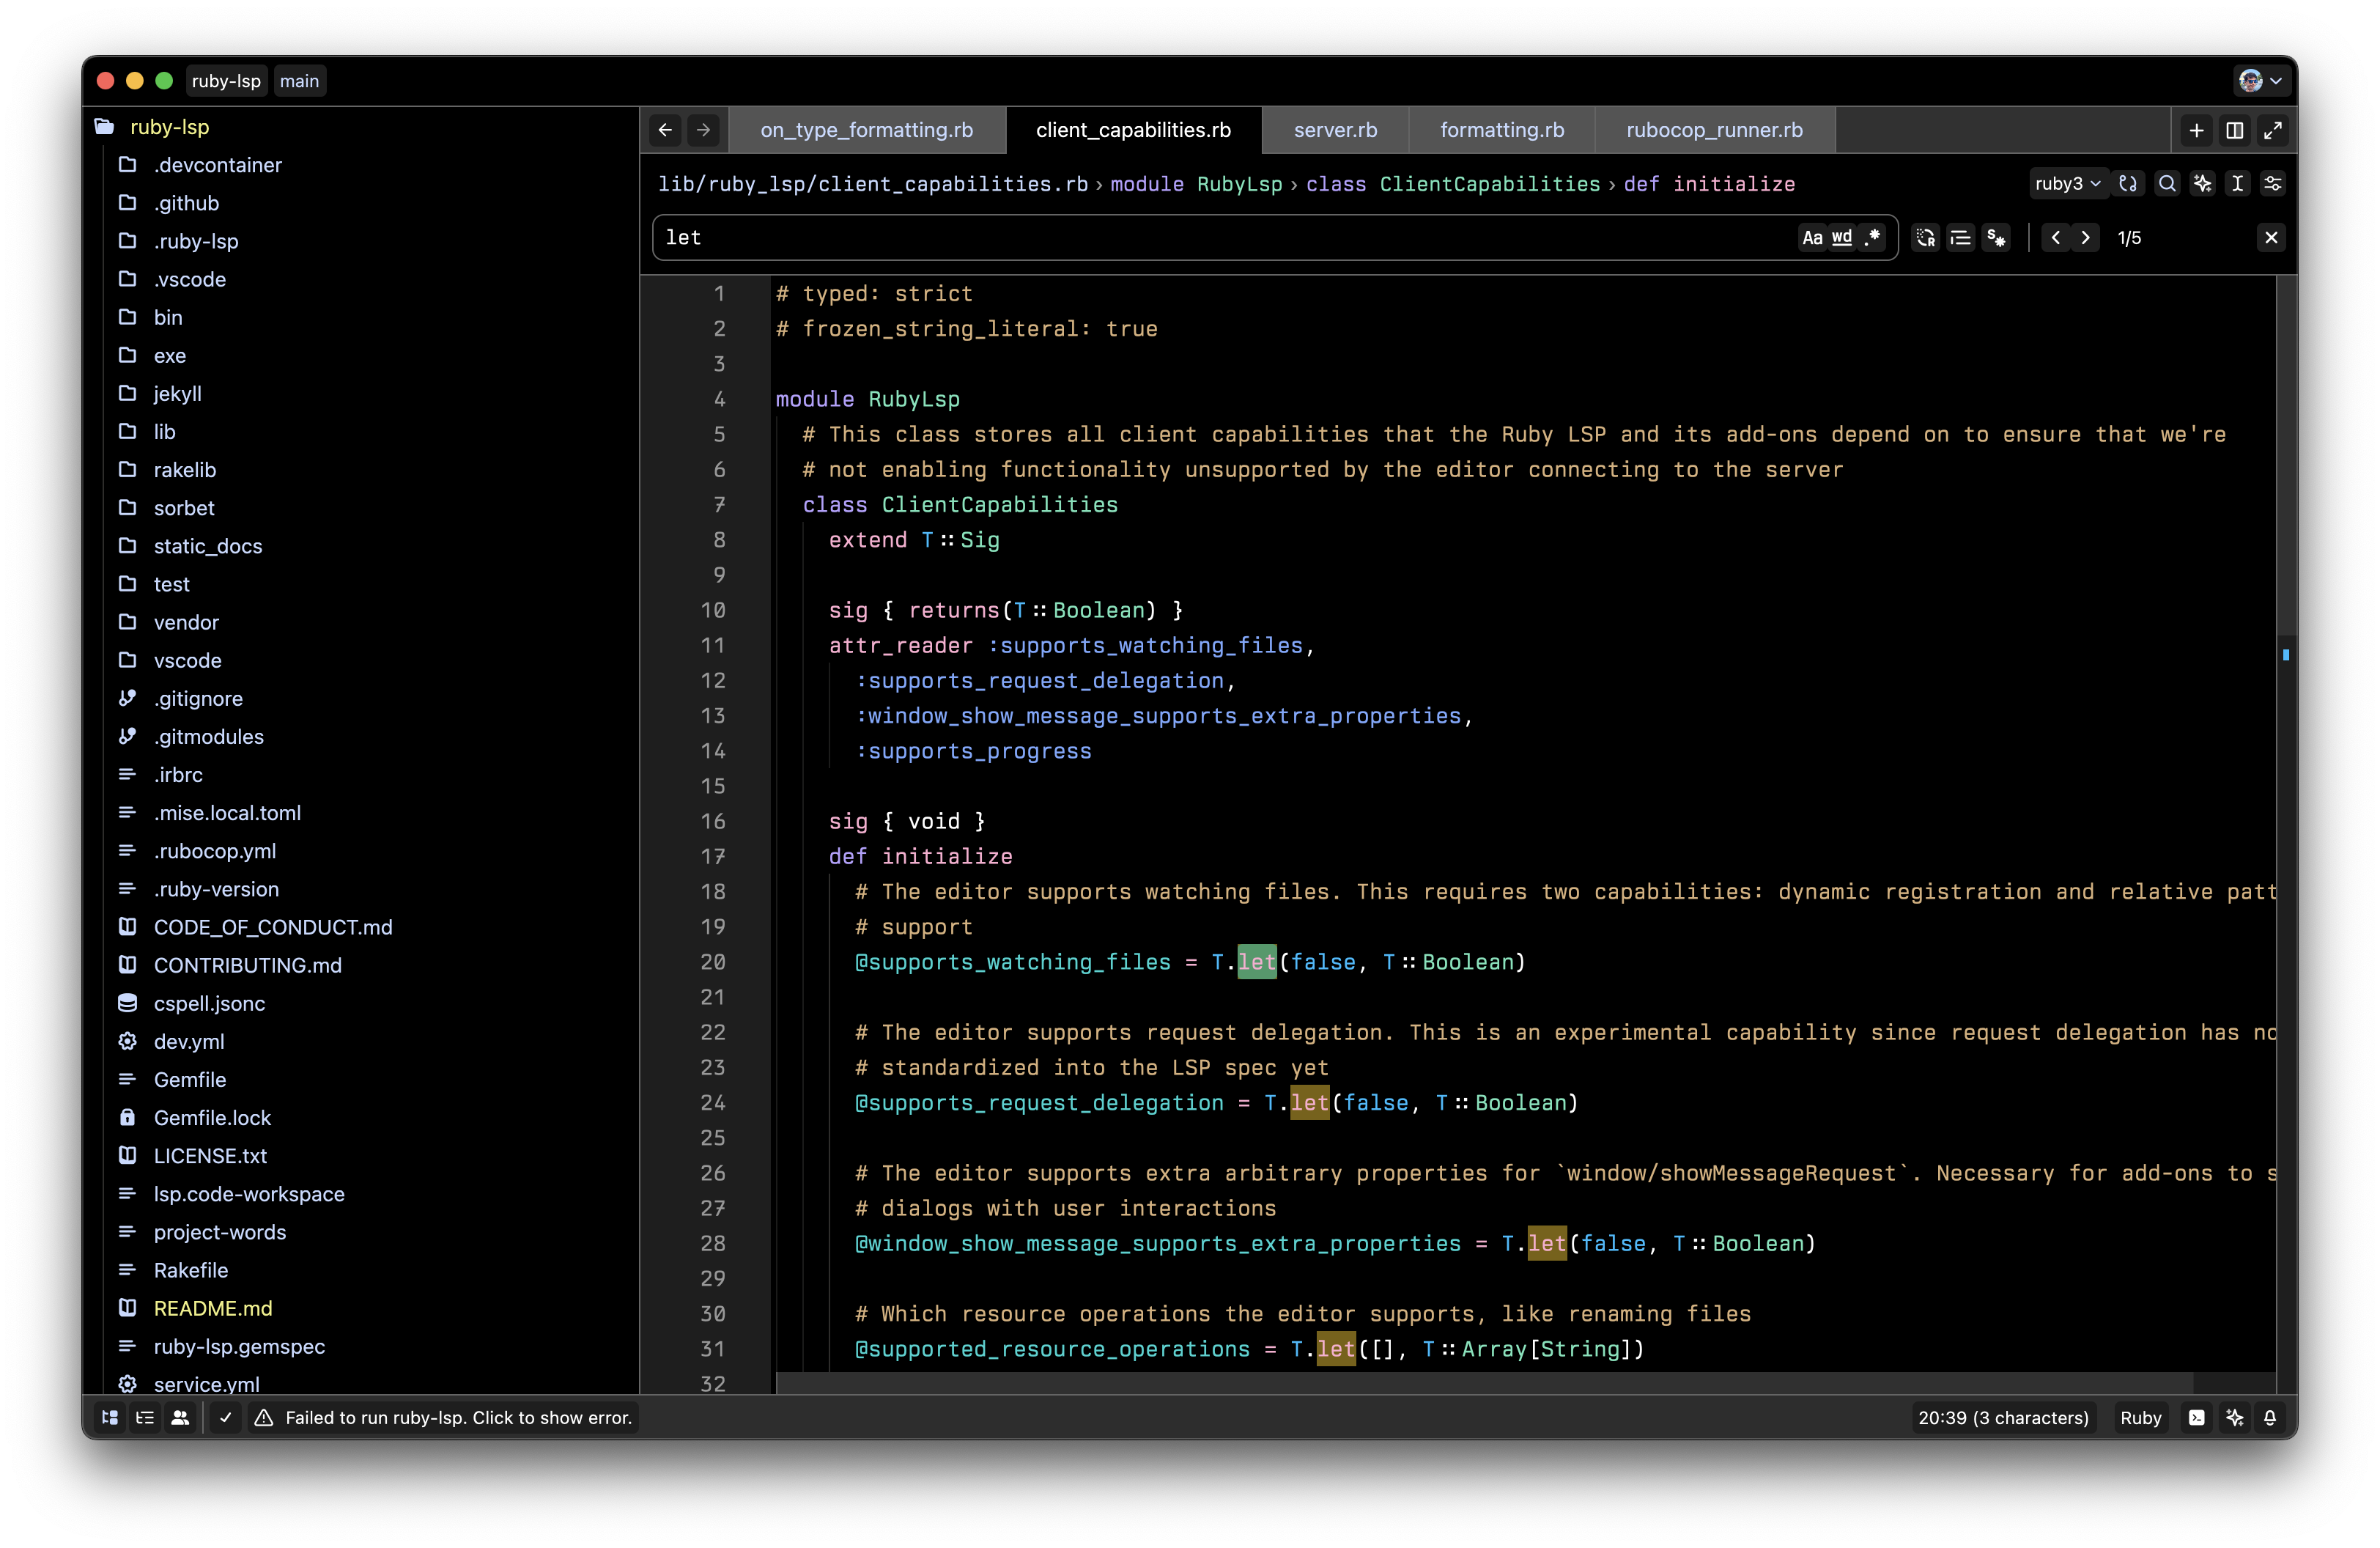 ruby-lsp main
ruby-lsp
.devcontainer
.github
.ruby-lsp
.vscode
bin
exe
jekyll
lib
rakelib
sorbet
static_docs
test
vendor
vscode
.gitignore
.gitmodules
.irbrc
.mise.local.toml
.rubocop.yml
.ruby-version
CODE_OF_CONDUCT.md
CONTRIBUTING.md
cspell.jsonc
dev.yml
Gemfile
Gemfile.lock
LICENSE.txt
lsp.code-workspace
project-words
Rakefile
README.md
ruby-lsp.gemspec
service.yml
on_type_formatting.rb client_capabilities.rb server.rb formatting.rb rubocop_runner.rb
lib/ruby_lsp/client_capabilities.rb › module RubyLsp › class ClientCapabilities › def initialize ruby3
let Aa wd .* 1/5
1 # typed: strict
2 # frozen_string_literal: true
3
4 module RubyLsp
5 # This class stores all client capabilities that the Ruby LSP and its add-ons depend on to ensure that we're
6 # not enabling functionality unsupported by the editor connecting to the server
7 class ClientCapabilities
8 extend T::Sig
9
10 sig { returns(T::Boolean) }
11 attr_reader :supports_watching_files,
12 :supports_request_delegation,
13 :window_show_message_supports_extra_properties,
14 :supports_progress
15
16 sig { void }
17 def initialize
18 # The editor supports watching files. This requires two capabilities: dynamic registration and relative patt
19 # support
20 @supports_watching_files = T.let(false, T::Boolean)
21
22 # The editor supports request delegation. This is an experimental capability since request delegation has no
23 # standardized into the LSP spec yet
24 @supports_request_delegation = T.let(false, T::Boolean)
25
26 # The editor supports extra arbitrary properties for `window/showMessageRequest`. Necessary for add-ons to s
27 # dialogs with user interactions
28 @window_show_message_supports_extra_properties = T.let(false, T::Boolean)
29
30 # Which resource operations the editor supports, like renaming files
31 @supported_resource_operations = T.let([], T::Array[String])
32
Failed to run ruby-lsp. Click to show error. 20:39 (3 characters) Ruby